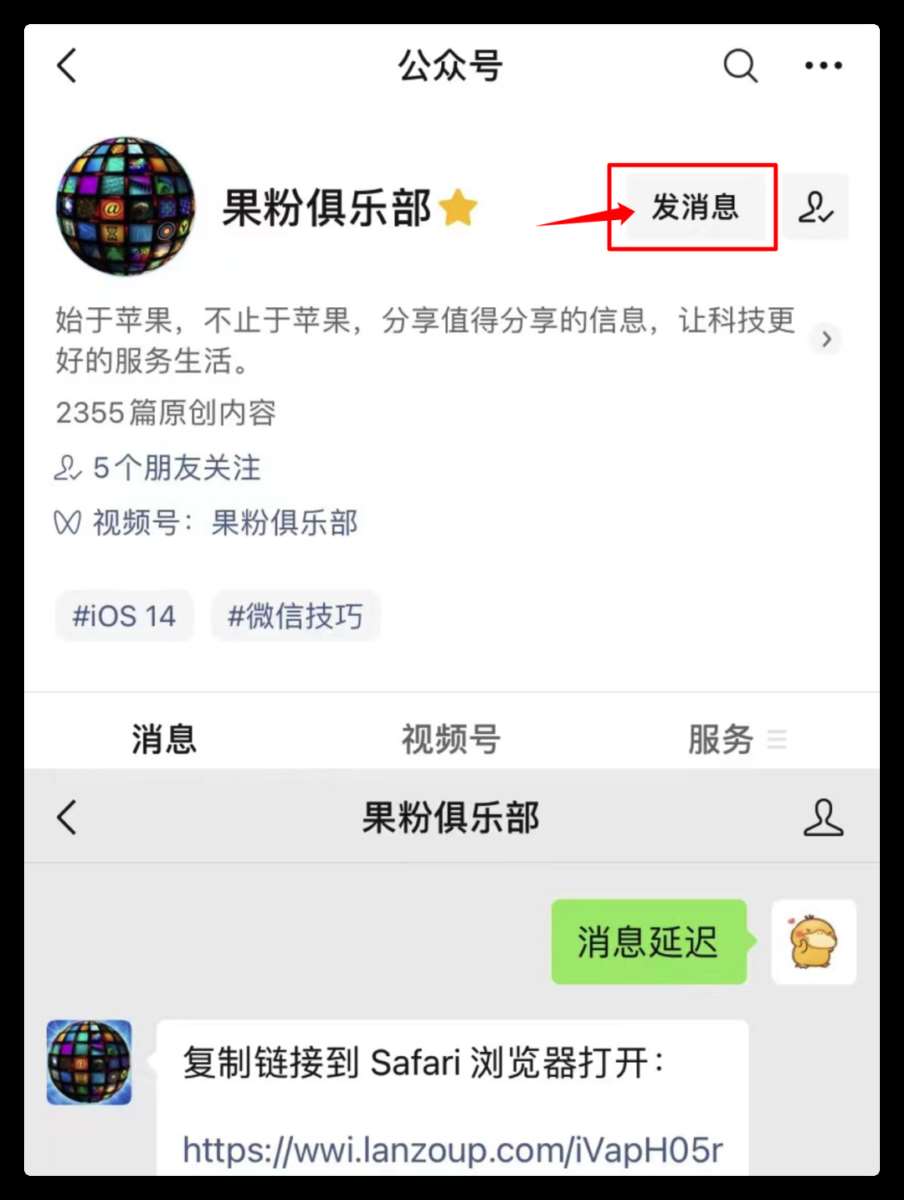 公众号
果粉俱乐部
发消息
始于苹果，不止于苹果，分享值得分享的信息，让科技更
好的服务生活。
2355篇原创内容
5个朋友关注
视频号：果粉俱乐部
#iOS 14 #微信技巧
消息 视频号 服务
果粉俱乐部
消息延迟
复制链接到 Safari 浏览器打开：
https://wwi.lanzoup.com/iVapH05r